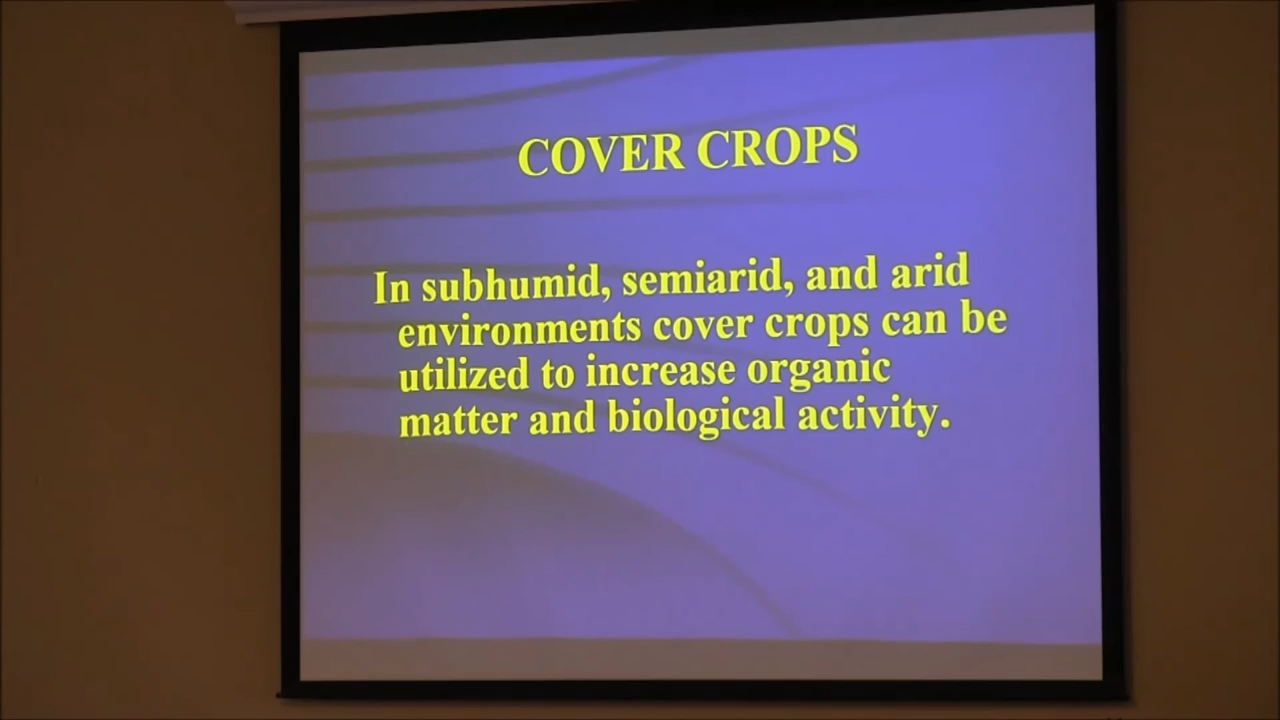 COVER CROPS
In subhumid, semiarid, and arid
environments cover crops can be
utilized to increase organic
matter and biological activity.